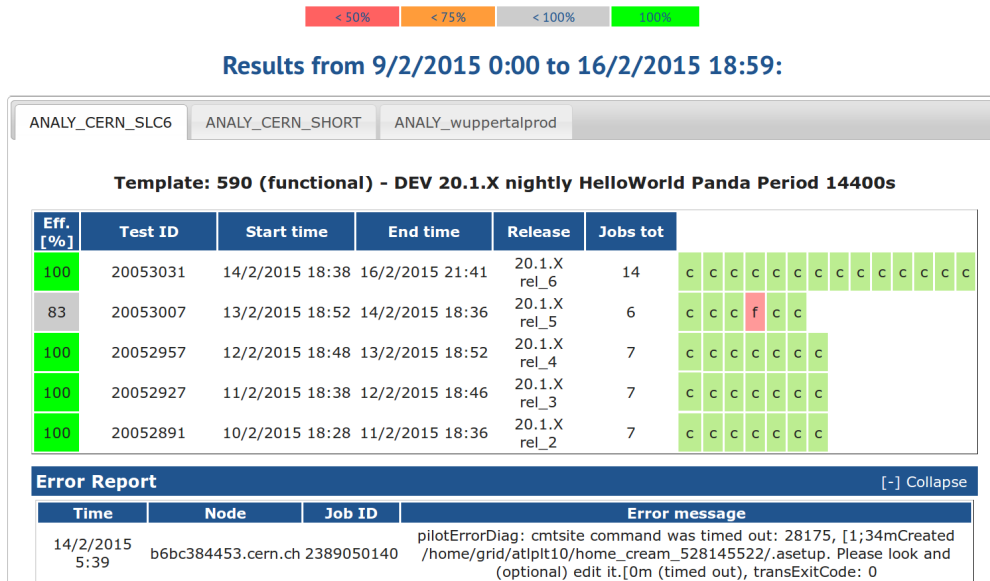 < 50% < 75% < 100% 100%
Results from 9/2/2015 0:00 to 16/2/2015 18:59:
ANALY_CERN_SLC6 ANALY_CERN_SHORT ANALY_wuppertalprod
Template: 590 (functional) - DEV 20.1.X nightly HelloWorld Panda Period 14400s
Eff. [%] Test ID Start time End time Release Jobs tot
100 20053031 14/2/2015 18:38 16/2/2015 21:41 20.1.X rel_6 14 c c c c c c c c c c c c c c
83 20053007 13/2/2015 18:52 14/2/2015 18:36 20.1.X rel_5 6 c c c f c c
100 20052957 12/2/2015 18:48 13/2/2015 18:52 20.1.X rel_4 7 c c c c c c c
100 20052927 11/2/2015 18:38 12/2/2015 18:46 20.1.X rel_3 7 c c c c c c c
100 20052891 10/2/2015 18:28 11/2/2015 18:36 20.1.X rel_2 7 c c c c c c c
Error Report [-] Collapse
Time Node Job ID Error message
14/2/2015 5:39 b6bc384453.cern.ch 2389050140 pilotErrorDiag: cmtsite command was timed out: 28175, [1;34mCreated
/home/grid/atlplt10/home_cream_528145522/.asetup. Please look and
(optional) edit it.[0m (timed out), transExitCode: 0